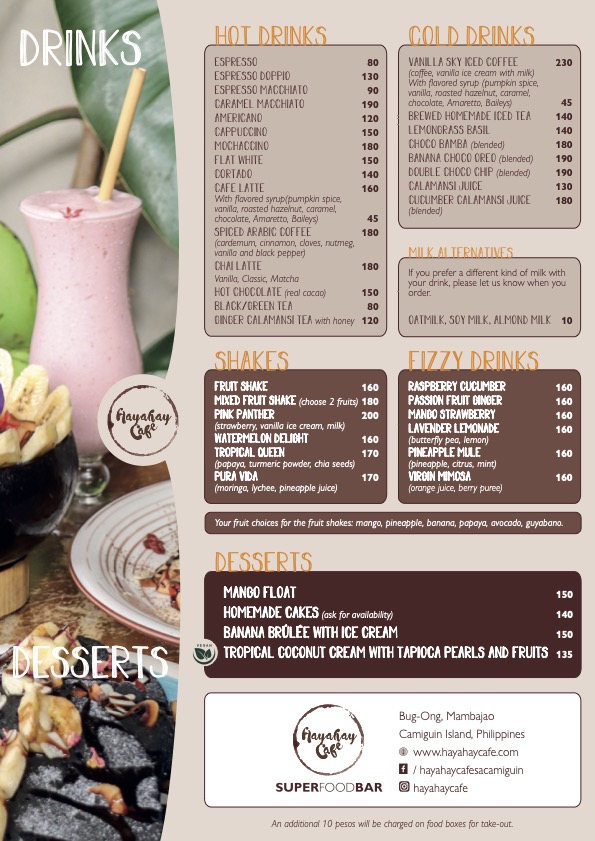 DRINKS
HOT DRINKS
ESPRESSO 80
ESPRESSO DOPPIO 130
ESPRESSO MACCHIATO 90
CARAMEL MACCHIATO 190
AMERICANO 120
CAPPUCCINO 150
MOCHACCINO 180
FLAT WHITE 150
CORTADO 140
CAFE LATTE 160
With flavored syrup(pumpkin spice,
vanilla, roasted hazelnut, caramel,
chocolate, Amaretto, Baileys) 45
SPICED ARABIC COFFEE 180
(cardemum, cinnamon, cloves, nutmeg,
vanilla and black pepper)
CHAI LATTE 180
Vanilla, Classic, Matcha
HOT CHOCOLATE (real cacao) 150
BLACK/GREEN TEA 80
GINGER CALAMANSI TEA with honey 120
COLD DRINKS
VANILLA SKY ICED COFFEE 230
(coffee, vanilla ice cream with milk)
With flavored syrup (pumpkin spice,
vanilla, roasted hazelnut, caramel,
chocolate, Amaretto, Baileys) 45
BREWED HOMEMADE ICED TEA 140
LEMONGRASS BASIL 140
CHOCO BAMBA (blended) 180
BANANA CHOCO OREO (blended) 190
DOUBLE CHOCO CHIP (blended) 190
CALAMANSI JUICE 130
CUCUMBER CALAMANSI JUICE 180
(blended)
MILK ALTERNATIVES
If you prefer a different kind of milk with
your drink, please let us know when you
order.
OATMILK, SOY MILK, ALMOND MILK 10
SHAKES
FRUIT SHAKE 160
MIXED FRUIT SHAKE (choose 2 fruits) 180
PINK PANTHER 200
(strawberry, vanilla ice cream, milk)
WATERMELON DELIGHT 160
TROPICAL QUEEN 170
(papaya, turmeric powder, chia seeds)
PURA VIDA 170
(moringa, lychee, pineapple juice)
FIZZY DRINKS
RASPBERRY CUCUMBER 160
PASSION FRUIT GINGER 160
MANGO STRAWBERRY 160
LAVENDER LEMONADE 160
(butterfly pea, lemon)
PINEAPPLE MULE 160
(pineapple, citrus, mint)
VIRGIN MIMOSA 160
(orange juice, berry puree)
Hayahay
Cafe
Your fruit choices for the fruit shakes: mango, pineapple, banana, papaya, avocado, guyabano.
DESSERTS
DESSERTS
MANGO FLOAT 150
HOMEMADE CAKES (ask for availability) 140
BANANA BRÛLÉE WITH ICE CREAM 150
VEGAN
TROPICAL COCONUT CREAM WITH TAPIOCA PEARLS AND FRUITS 135
Hayahay
Cafe
SUPERFOODBAR
Bug-Ong, Mambajao
Camiguin Island, Philippines
www.hayahaycafe.com
/ hayahaycafesacamiguin
hayahaycafe
An additional 10 pesos will be charged on food boxes for take-out.